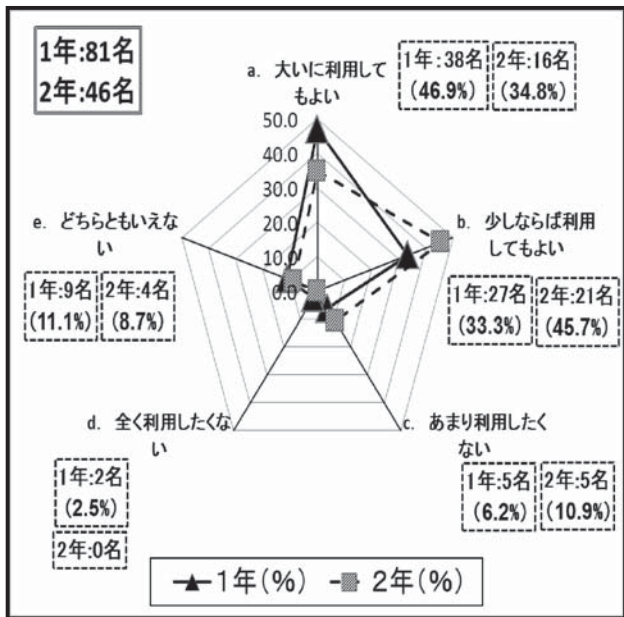 1年:81名
2年:46名
a. 大いに利用して
もよい
1年:38名
(46.9%)
2年:16名
(34.8%)
50.0
40.0
30.0
20.0
10.0
0.0
e. どちらともいえな
い
1年:9名
(11.1%)
2年:4名
(8.7%)
b. 少しならば利用
してもよい
1年:27名
(33.3%)
2年:21名
(45.7%)
d. 全く利用したくな
い
1年:2名
(2.5%)
2年:0名
c. あまり利用したく
ない
1年:5名
(6.2%)
2年:5名
(10.9%)
1年(%)
2年(%)